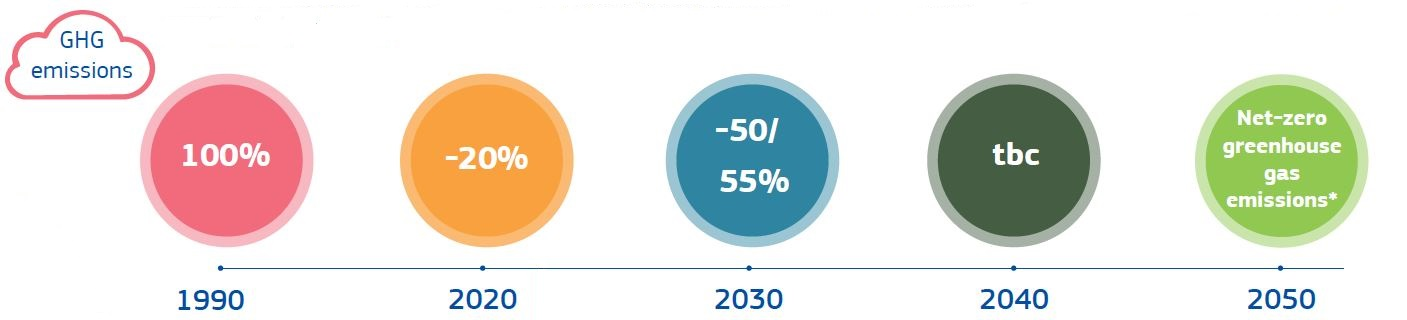 GHG
emissions
100%
-20%
-50/
55%
tbc
Net-zero
greenhouse
gas
emissions*
1990
2020
2030
2040
2050